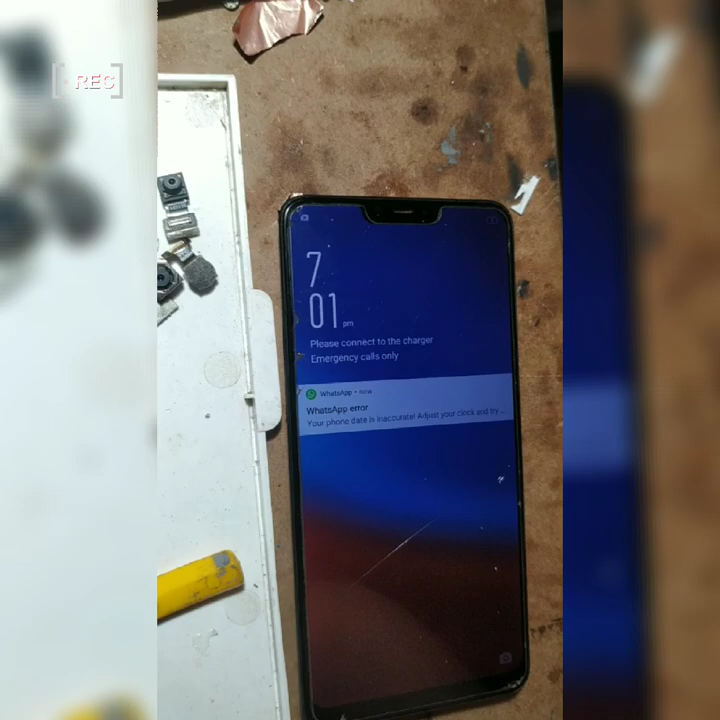 REC
7
01 pm
Please connect to the charger
Emergency calls only
WhatsApp • now
WhatsApp error
Your phone date is inaccurate! Adjust your clock and try ...